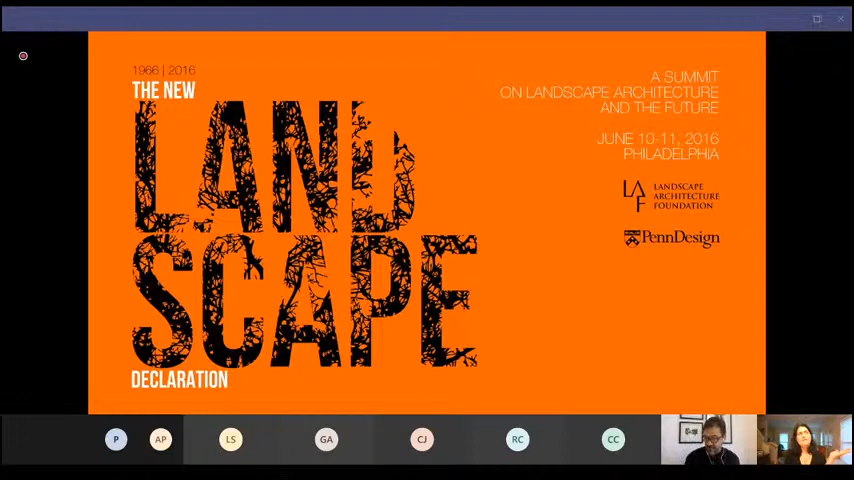 1966 | 2016
THE NEW
LAND
SCAPE
DECLARATION
A SUMMIT
ON LANDSCAPE ARCHITECTURE
AND THE FUTURE
JUNE 10-11, 2016
PHILADELPHIA
LAF
LANDSCAPE
ARCHITECTURE
FOUNDATION
PennDesign
P
AP
LS
GA
CJ
RC
CC